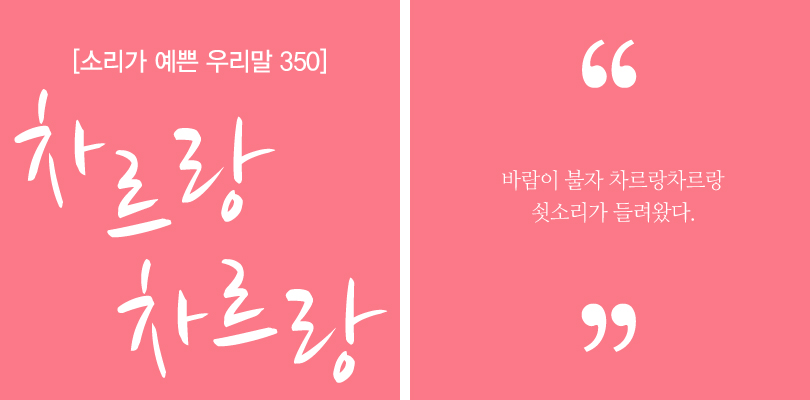 [소리가 예쁜 우리말 350]
차르랑
차르랑
“
바람이 불자 차르랑차르랑
쇳소리가 들려왔다.
”